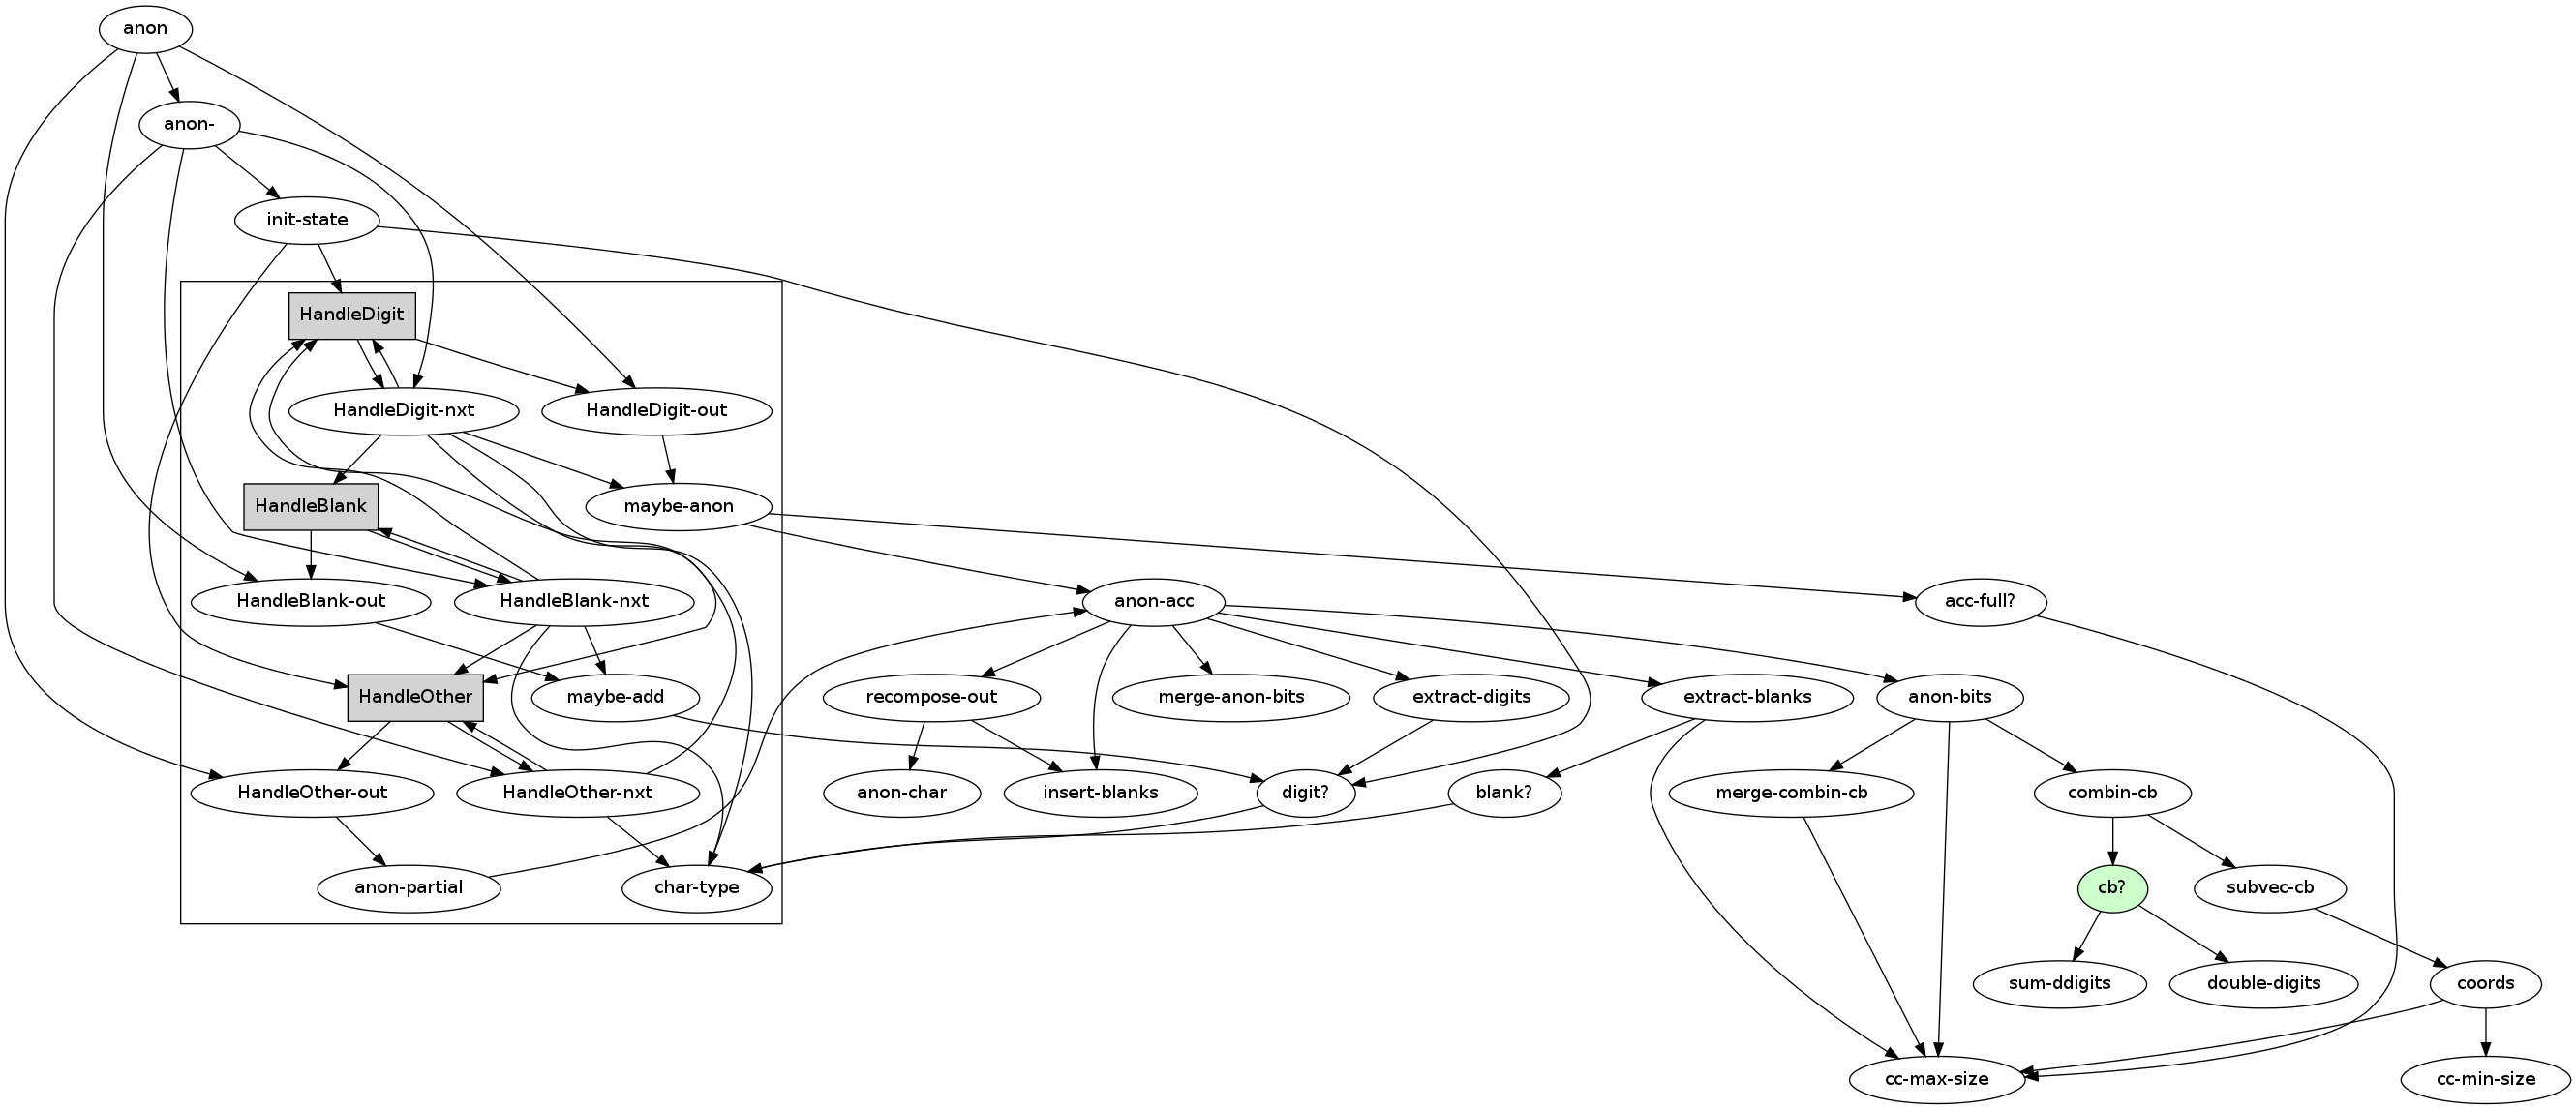 anon
anon-
init-state
HandleDigit
HandleDigit-nxt
HandleDigit-out
HandleBlank
maybe-anon
HandleBlank-out
HandleBlank-nxt
anon-acc
acc-full?
HandleOther
maybe-add
recompose-out
merge-anon-bits
extract-digits
extract-blanks
anon-bits
HandleOther-out
HandleOther-nxt
anon-char
insert-blanks
digit?
blank?
merge-combin-cb
combin-cb
anon-partial
char-type
cb?
subvec-cb
sum-ddigits
double-digits
coords
cc-max-size
cc-min-size